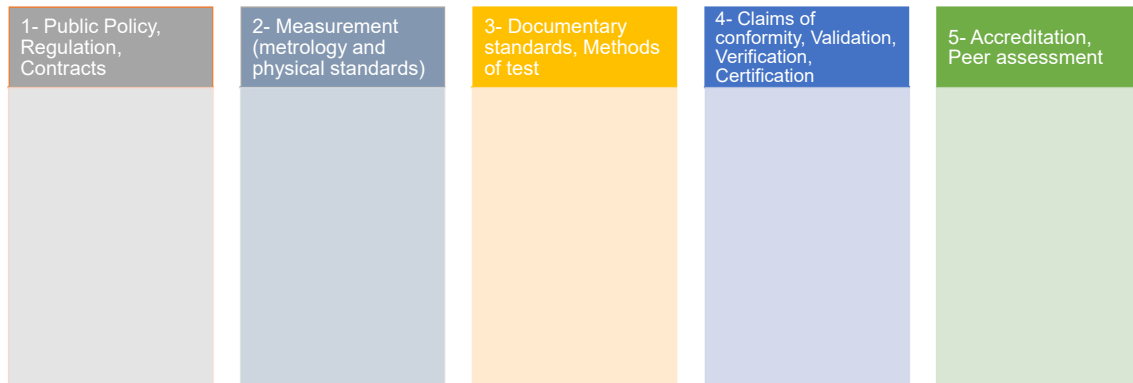 1- Public Policy,
Regulation,
Contracts
2- Measurement
(metrology and
physical standards)
3- Documentary
standards, Methods
of test
4- Claims of
conformity, Validation,
Verification,
Certification
5- Accreditation,
Peer assessment